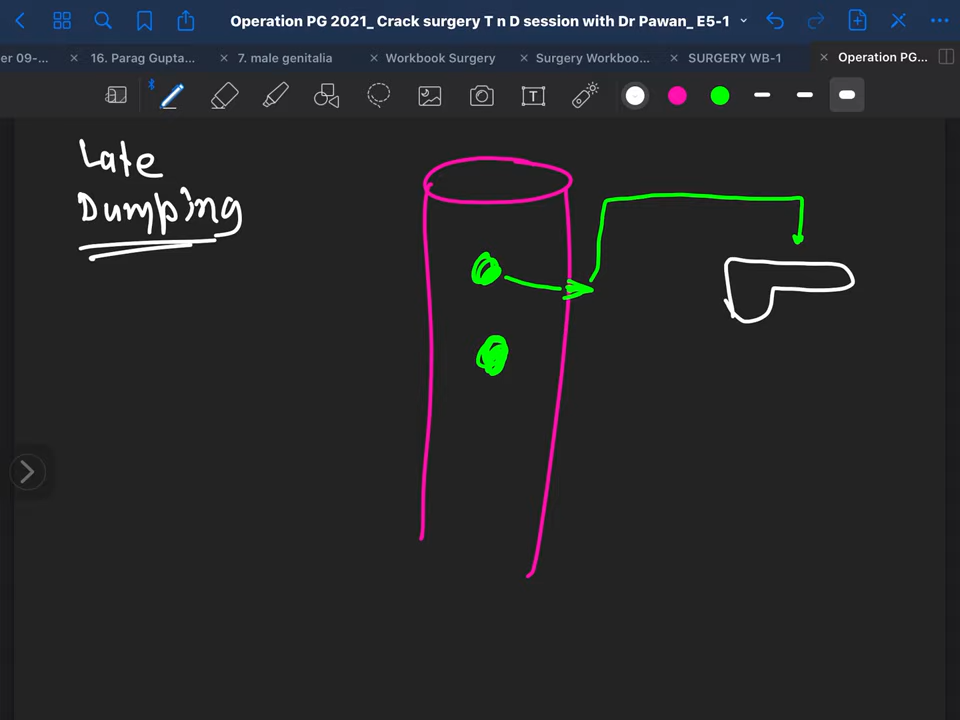 Operation PG 2021_ Crack surgery T n D session with Dr Pawan_ E5-1
er 09-... 16. Parag Gupta... 7. male genitalia Workbook Surgery Surgery Workboo... SURGERY WB-1 Operation PG...
T
Late
Dumping